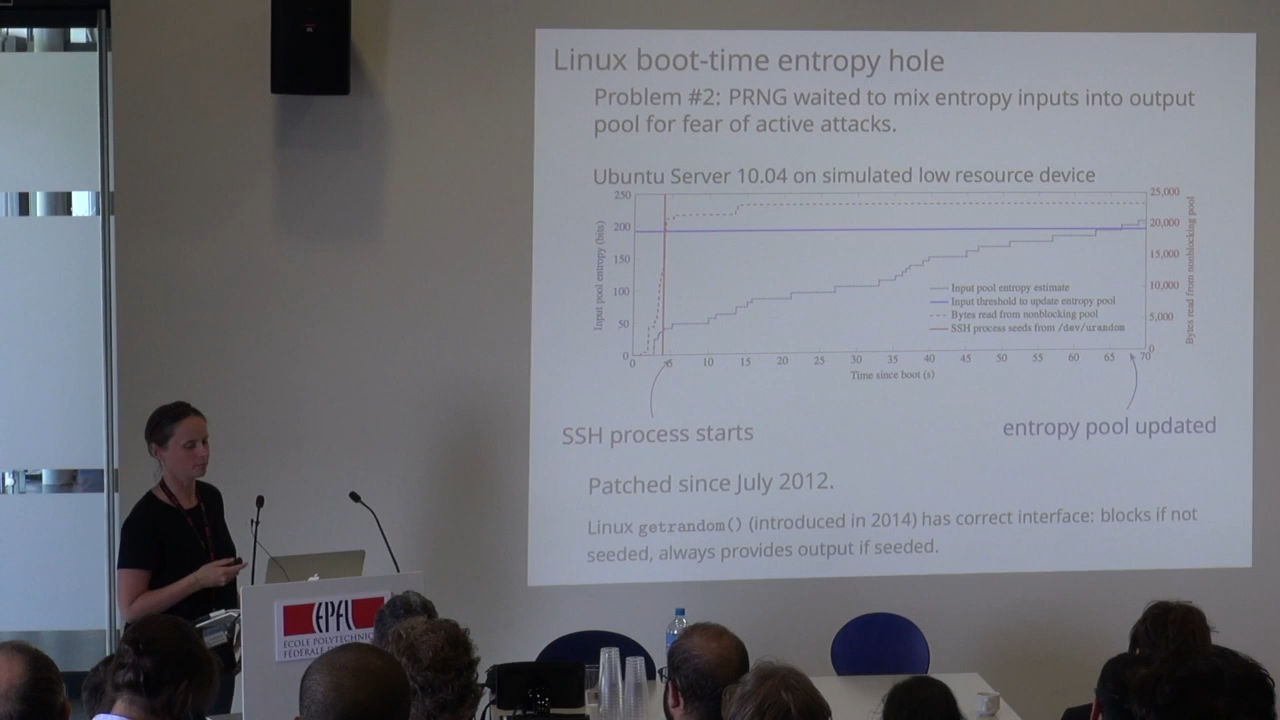 Linux boot-time entropy hole
Problem #2: PRNG waited to mix entropy inputs into output
pool for fear of active attacks.
Ubuntu Server 10.04 on simulated low resource device
250
200
150
100
50
0
Input pool entropy (bits)
25,000
20,000
15,000
10,000
5,000
0
Bytes read from nonblocking pool
Input pool entropy estimate
Input threshold to update entropy pool
Bytes read from nonblocking pool
SSH process seeds from /dev/urandom
0 5 10 15 20 25 30 35 40 45 50 55 60 65 70
Time since boot (s)
SSH process starts
entropy pool updated
Patched since July 2012.
Linux getrandom() (introduced in 2014) has correct interface: blocks if not
seeded, always provides output if seeded.
EPFL
ÉCOLE POLYTECHNIC
FÉDÉRALE